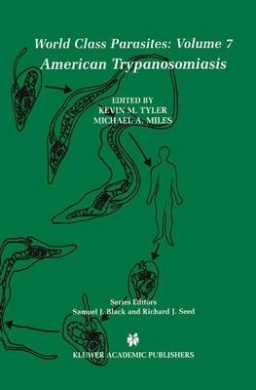 World Class Parasites: Volume 7
American Trypanosomiasis
EDITED BY
KEVIN M. TYLER
MICHAEL A. MILES
Series Editors
Samuel J. Black and Richard J. Seed
KLUWER ACADEMIC PUBLISHERS